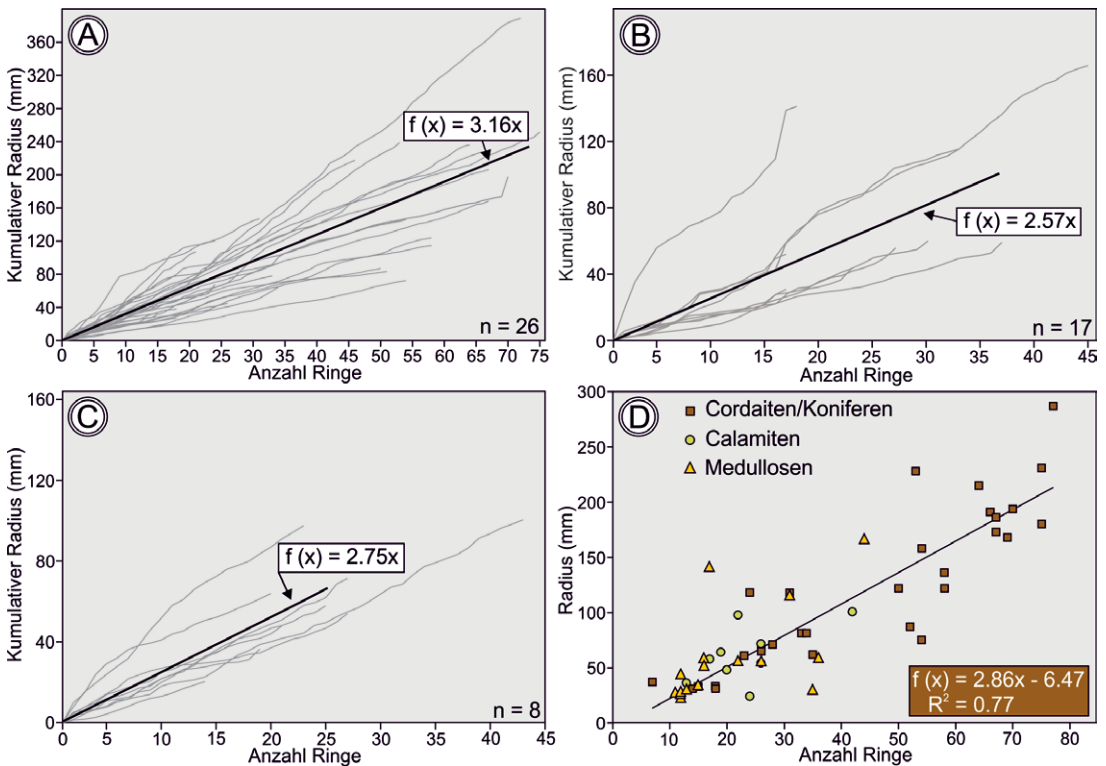 A
Kumulativer Radius (mm)
360
320
280
240
200
160
120
80
40
0
f (x) = 3.16x
n = 26
0 5 10 15 20 25 30 35 40 45 50 55 60 65 70 75
Anzahl Ringe
B
Kumulativer Radius (mm)
160
120
80
40
0
f (x) = 2.57x
n = 17
0 5 10 15 20 25 30 35 40 45
Anzahl Ringe
C
Kumulativer Radius (mm)
160
120
80
40
0
f (x) = 2.75x
n = 8
0 5 10 15 20 25 30 35 40 45
Anzahl Ringe
D
Radius (mm)
300
250
200
150
100
50
0
Cordaiten/Koniferen
Calamiten
Medullosen
f (x) = 2.86x - 6.47
R² = 0.77
0 10 20 30 40 50 60 70 80
Anzahl Ringe